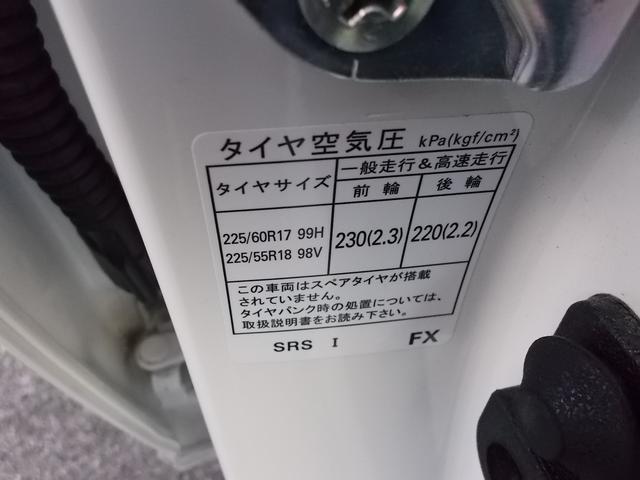 タイヤ空気圧 kPa(kgf/cm²)
タイヤサイズ 一般走行&高速走行
前輪 後輪
225/60R17 99H 230(2.3) 220(2.2)
225/55R18 98V
この車両はスペアタイヤが搭載
されていません。
タイヤパンク時の処置については、
取扱説明書をお読み下さい。
SRS I FX